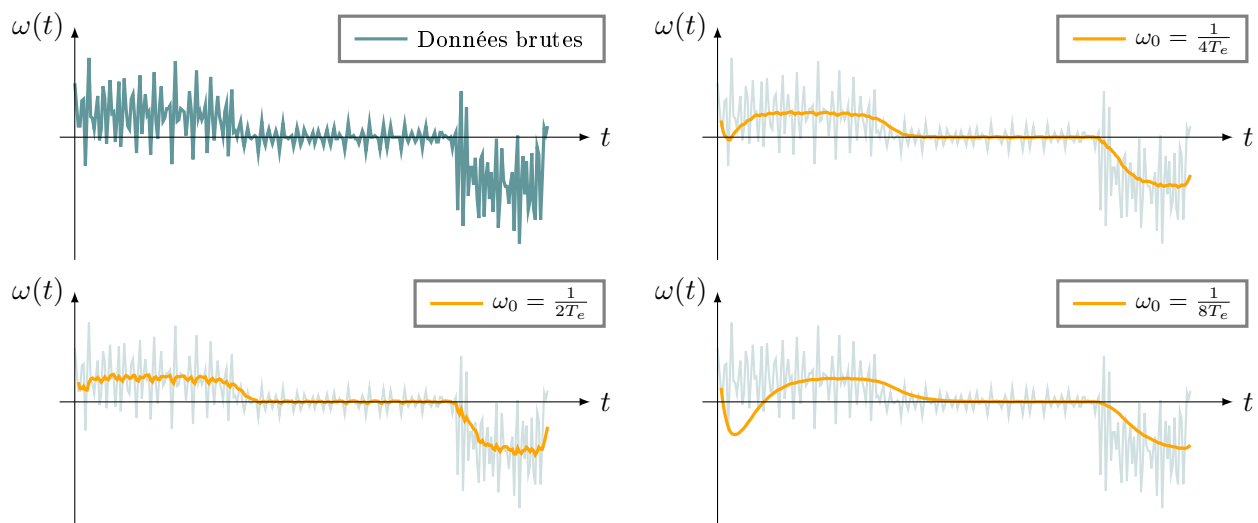 ω(t)
Données brutes
t
ω(t)
ω₀ = 1/(4Tₑ)
t
ω(t)
ω₀ = 1/(2Tₑ)
t
ω(t)
ω₀ = 1/(8Tₑ)
t